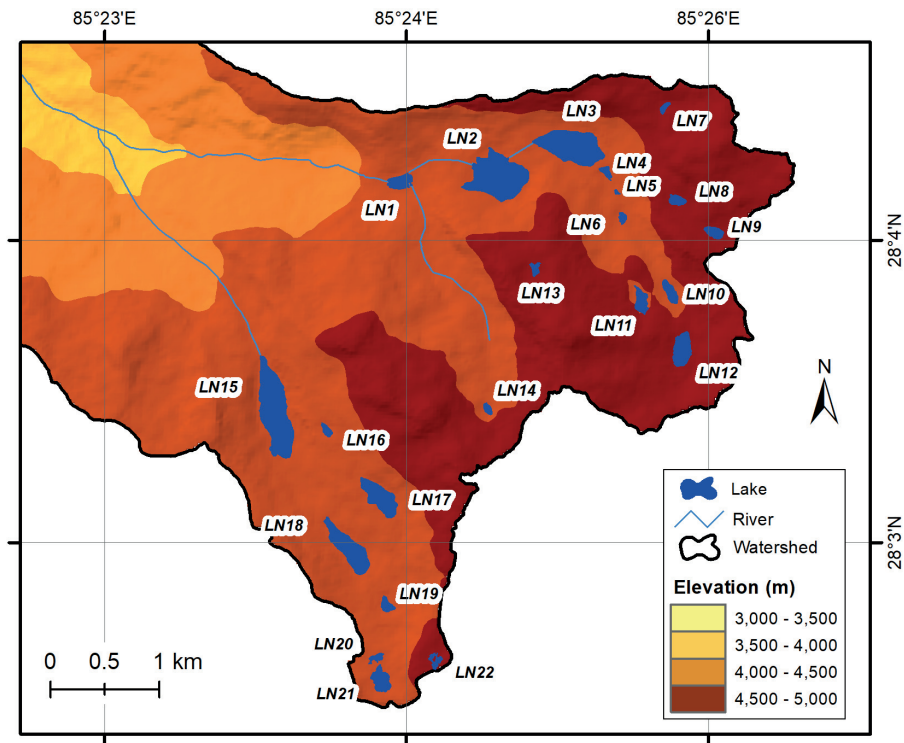 85°23'E 85°24'E 85°26'E
LN3
LN7
LN2
LN4
LN5
LN8
LN1
LN6
LN9
28°4'N
LN13
LN10
LN11
LN12
N
LN15
LN14
LN16
LN17
LN18
28°3'N
LN19
LN20
LN22
LN21
0 0.5 1 km
Lake
River
Watershed
Elevation (m)
3,000 - 3,500
3,500 - 4,000
4,000 - 4,500
4,500 - 5,000